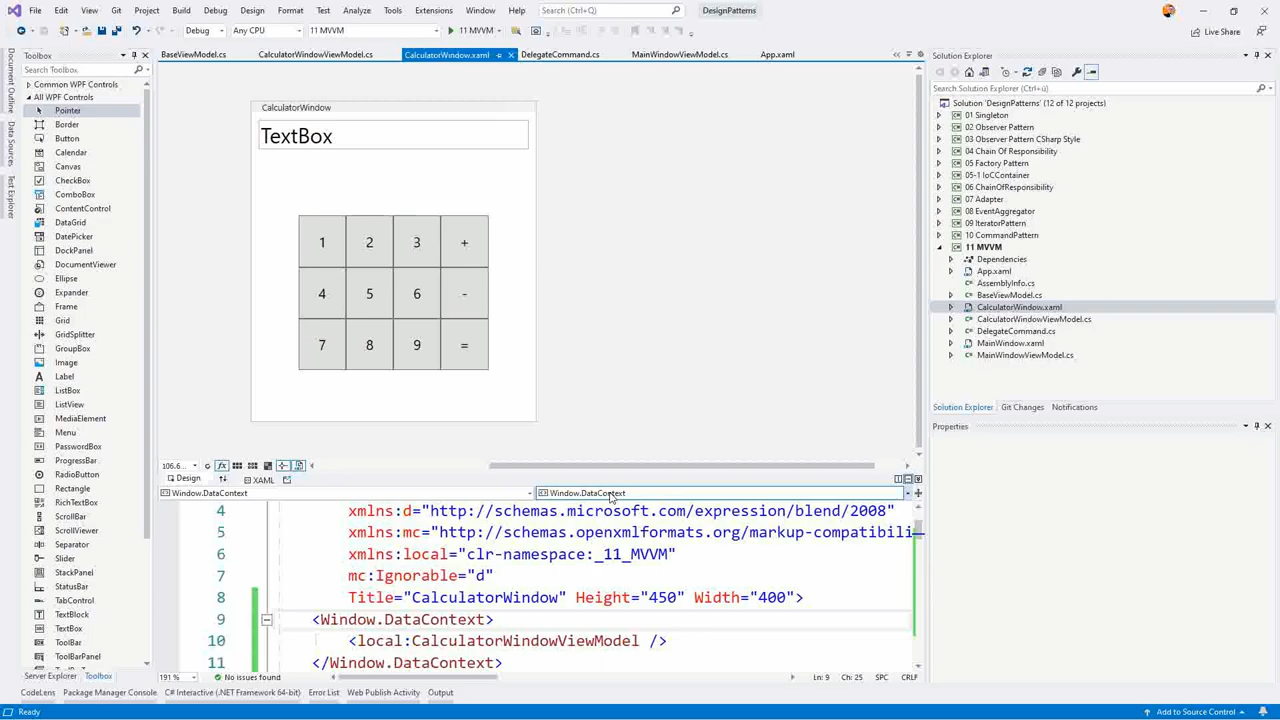 File Edit View Git Project Build Debug Design Format Test Analyze Tools Extensions Window Help Search (Ctrl+Q) DesignPatterns
Debug Any CPU 11 MVVM 11 MVVM Live Share
Document Outline
Data Sources
Test Explorer
Toolbox
Search Toolbox
Common WPF Controls
All WPF Controls
Pointer
Border
Button
Calendar
Canvas
CheckBox
ComboBox
ContentControl
DataGrid
DatePicker
DockPanel
DocumentViewer
Ellipse
Expander
Frame
Grid
GridSplitter
GroupBox
Image
Label
ListBox
ListView
MediaElement
Menu
PasswordBox
ProgressBar
RadioButton
Rectangle
RichTextBox
ScrollBar
ScrollViewer
Separator
Slider
StackPanel
StatusBar
TabControl
TextBlock
TextBox
ToolBar
ToolBarPanel
Server Explorer Toolbox
BaseViewModel.cs CalculatorWindowViewModel.cs CalculatorWindow.xaml DelegateCommand.cs MainWindowViewModel.cs App.xaml
CalculatorWindow
TextBox
1 2 3 +
4 5 6 -
7 8 9 =
106.6... fx
Design XAML
Window.DataContext Window.DataContext
4 xmlns:d="http://schemas.microsoft.com/expression/blend/2008"
5 xmlns:mc="http://schemas.openxmlformats.org/markup-compatibili
6 xmlns:local="clr-namespace:_11_MVVM"
7 mc:Ignorable="d"
8 Title="CalculatorWindow" Height="450" Width="400">
9 <Window.DataContext>
10 <local:CalculatorWindowViewModel />
11 </Window.DataContext>
191 % No issues found Ln: 9 Ch: 25 SPC CRLF
Solution Explorer
Search Solution Explorer (Ctrl+ü)
Solution 'DesignPatterns' (12 of 12 projects)
01 Singleton
02 Observer Pattern
03 Observer Pattern CSharp Style
04 Chain Of Responsibility
05 Factory Pattern
05-1 IoCContainer
06 ChainOfResponsibility
07 Adapter
08 EventAggregator
09 IteratorPattern
10 CommandPattern
11 MVVM
Dependencies
App.xaml
AssemblyInfo.cs
BaseViewModel.cs
CalculatorWindow.xaml
CalculatorWindowViewModel.cs
DelegateCommand.cs
MainWindow.xaml
MainWindowViewModel.cs
Solution Explorer Git Changes Notifications
Properties
CodeLens Package Manager Console C# Interactive (.NET Framework 64-bit) Error List Web Publish Activity Output
Ready Add to Source Control